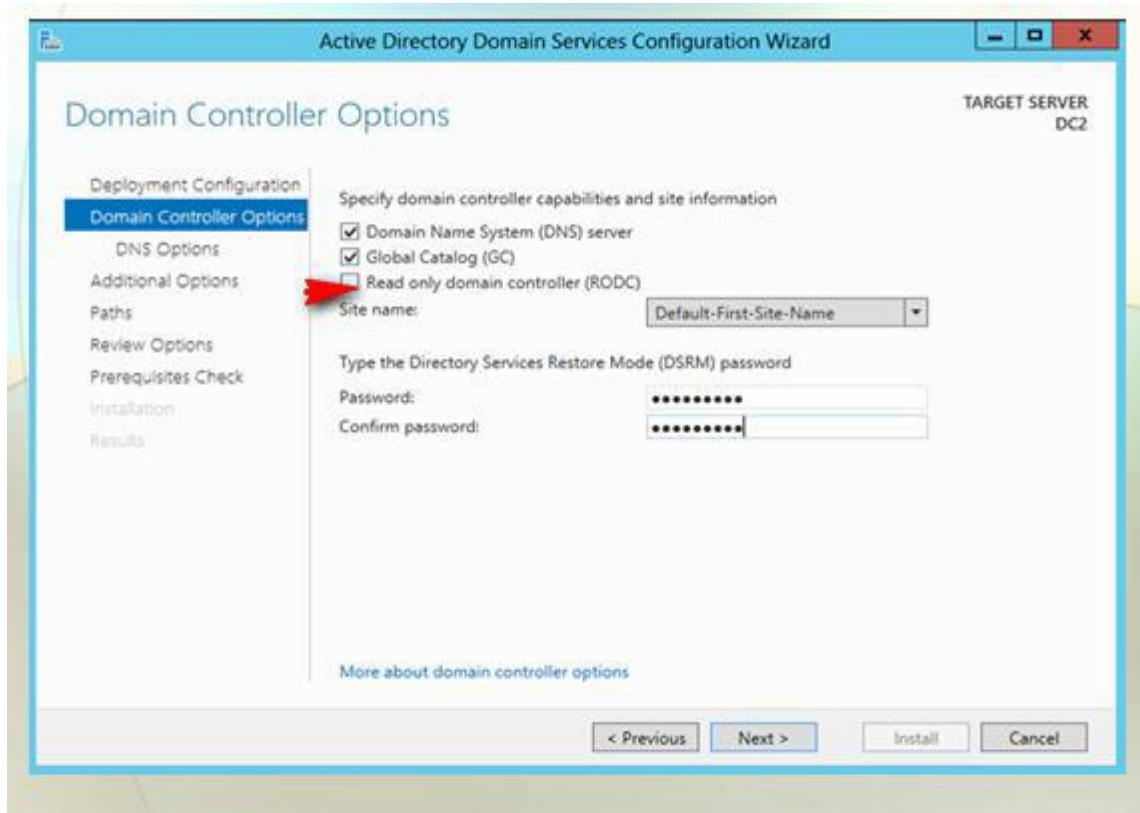 Active Directory Domain Services Configuration Wizard
Domain Controller Options
TARGET SERVER
DC2
Deployment Configuration
Domain Controller Options
DNS Options
Additional Options
Paths
Review Options
Prerequisites Check
Installation
Results
Specify domain controller capabilities and site information
Domain Name System (DNS) server
Global Catalog (GC)
Read only domain controller (RODC)
Site name:
Default-First-Site-Name
Type the Directory Services Restore Mode (DSRM) password
Password:
•••••••••
Confirm password:
•••••••••
More about domain controller options
< Previous
Next >
Install
Cancel